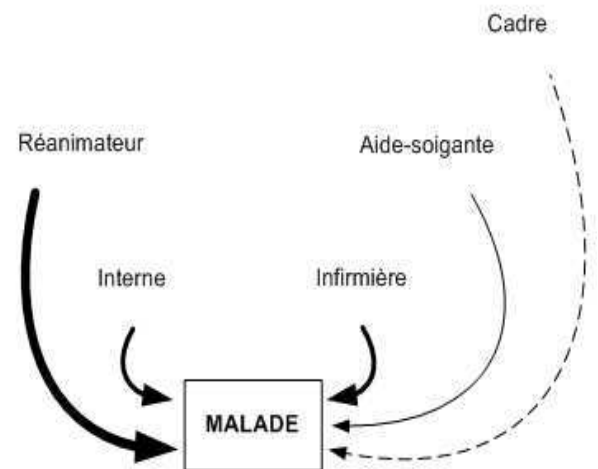 Cadre
Réanimateur
Aide-soigante
Interne
Infirmière
MALADE